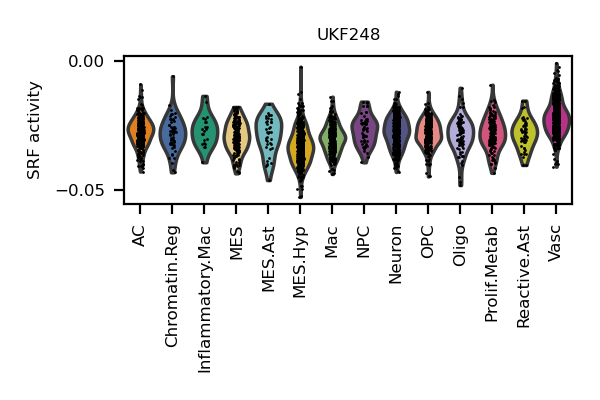 UKF248
SRF activity
0.00
−0.05
AC
Chromatin.Reg
Inflammatory.Mac
MES
MES.Ast
MES.Hyp
Mac
NPC
Neuron
OPC
Oligo
Prolif.Metab
Reactive.Ast
Vasc